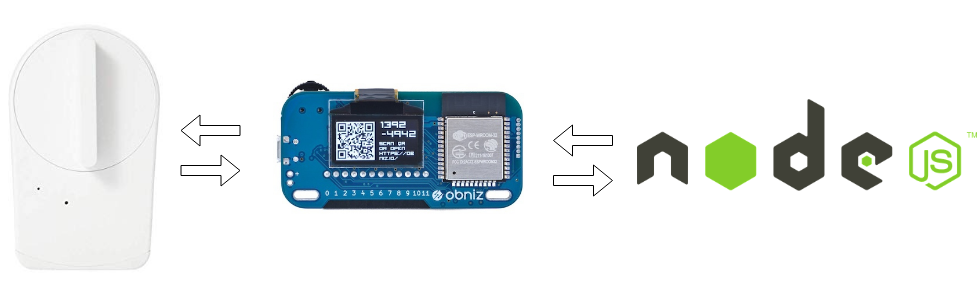 1392
-4942
SCAN QR
OR OPEN
HTTPS://OB
NIZ.IO/
0 1 2 3 4 5 6 7 8 9 10 11
obniz
node
JS
TM